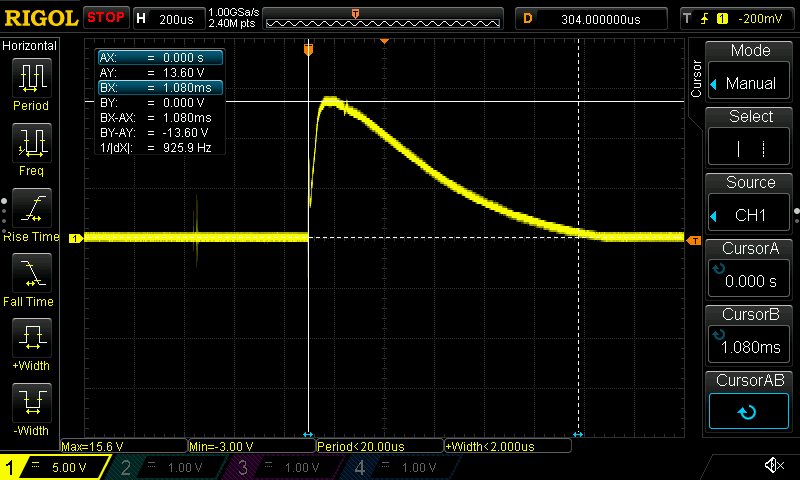 RIGOL STOP H 200us 1.00GSa/s 2.40M pts T D 304.000000us T 1 -200mV
Horizontal
Period
Freq
Rise Time
Fall Time
+Width
-Width
T
AX: = 0.000 s
AY: = 13.60 V
BX: = 1.080ms
BY: = 0.000 V
BX-AX: = 1.080ms
BY-AY: = -13.60 V
1/|dX|: = 925.9 Hz
1
T
Cursor
Mode
Manual
Select
Source
CH1
CursorA
0.000 s
CursorB
1.080ms
CursorAB
Max=15.6 V Min=-3.00 V Period<20.00us +Width<2.000us
1 5.00 V 2 1.00 V 3 1.00 V 4 1.00 V